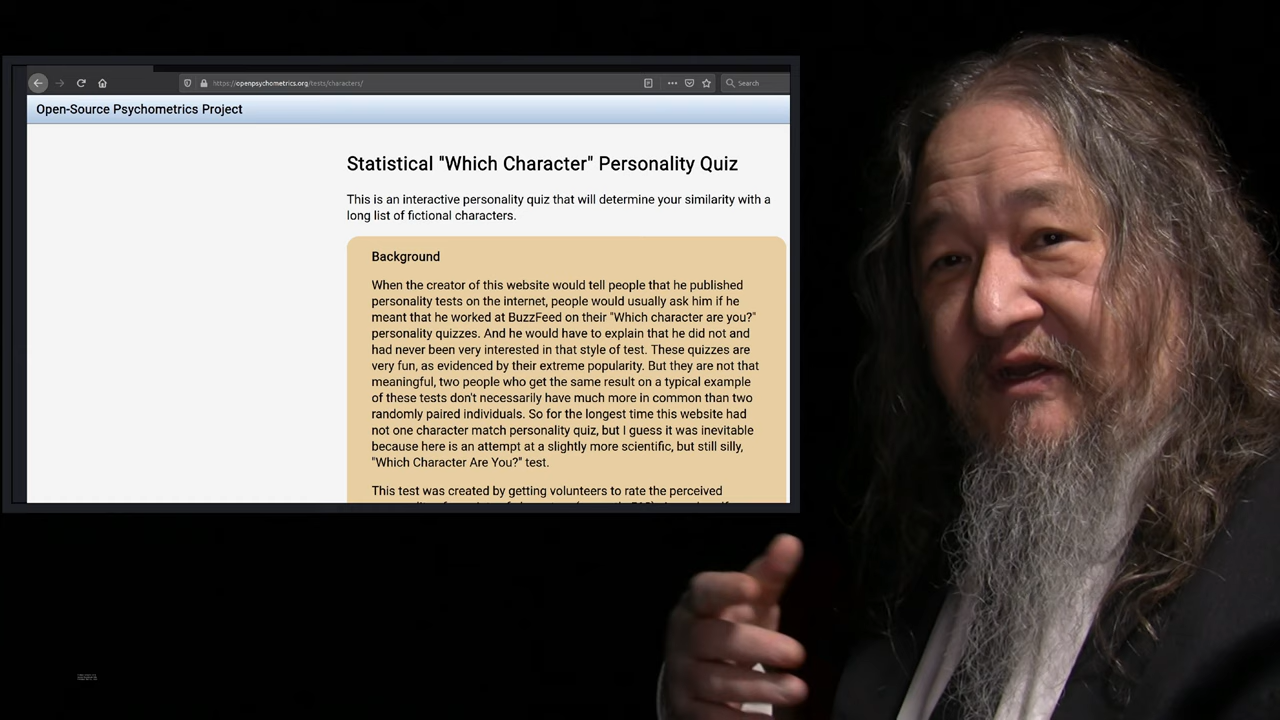 https://openpsychometrics.org/tests/characters/
Search
Open-Source Psychometrics Project
Statistical "Which Character" Personality Quiz
This is an interactive personality quiz that will determine your similarity with a
long list of fictional characters.
Background
When the creator of this website would tell people that he published
personality tests on the internet, people would usually ask him if he
meant that he worked at BuzzFeed on their "Which character are you?"
personality quizzes. And he would have to explain that he did not and
had never been very interested in that style of test. These quizzes are
very fun, as evidenced by their extreme popularity. But they are not that
meaningful, two people who get the same result on a typical example
of these tests don't necessarily have much more in common than two
randomly paired individuals. So for the longest time this website had
not one character match personality quiz, but I guess it was inevitable
because here is an attempt at a slightly more scientific, but still silly,
"Which Character Are You?" test.
This test was created by getting volunteers to rate the perceived